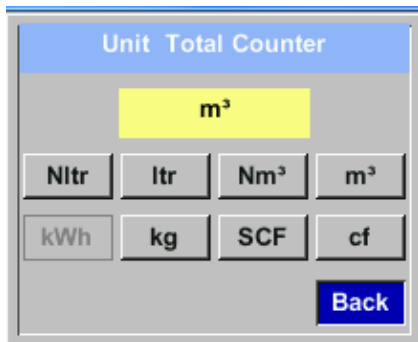 Unit Total Counter
m³
Nltr ltr Nm³ m³
kWh kg SCF cf
Back